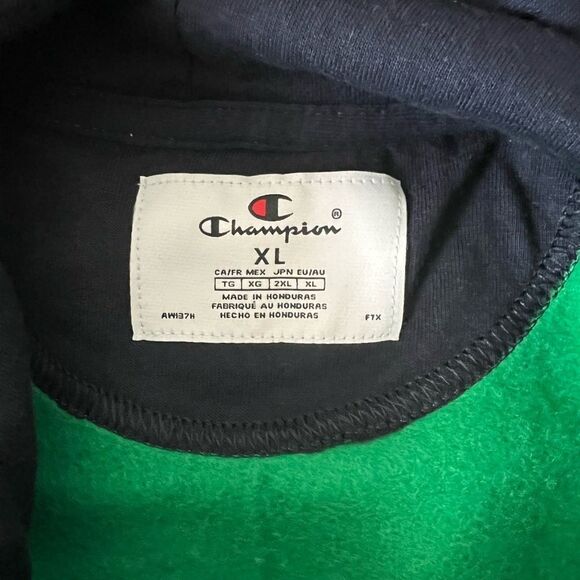 Champion®
XL
CA/FR MEX JPN EU/AU
TG XG 2XL XL
MADE IN HONDURAS
FABRIQUÉ AU HONDURAS
AW137H HECHO EN HONDURAS F1X